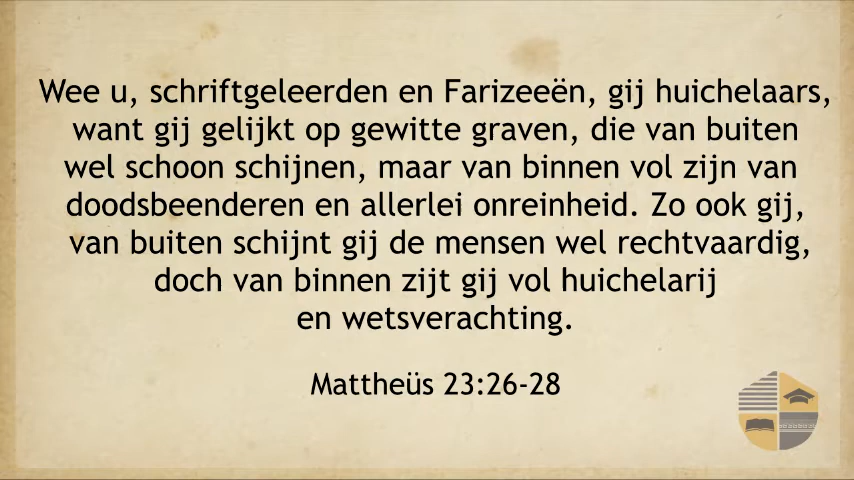 Wee u, schriftgeleerden en Farizeeën, gij huichelaars,
want gij gelijkt op gewitte graven, die van buiten
wel schoon schijnen, maar van binnen vol zijn van
doodsbeenderen en allerlei onreinheid. Zo ook gij,
van buiten schijnt gij de mensen wel rechtvaardig,
doch van binnen zijt gij vol huichelarij
en wetsverachting.
Mattheüs 23:26-28